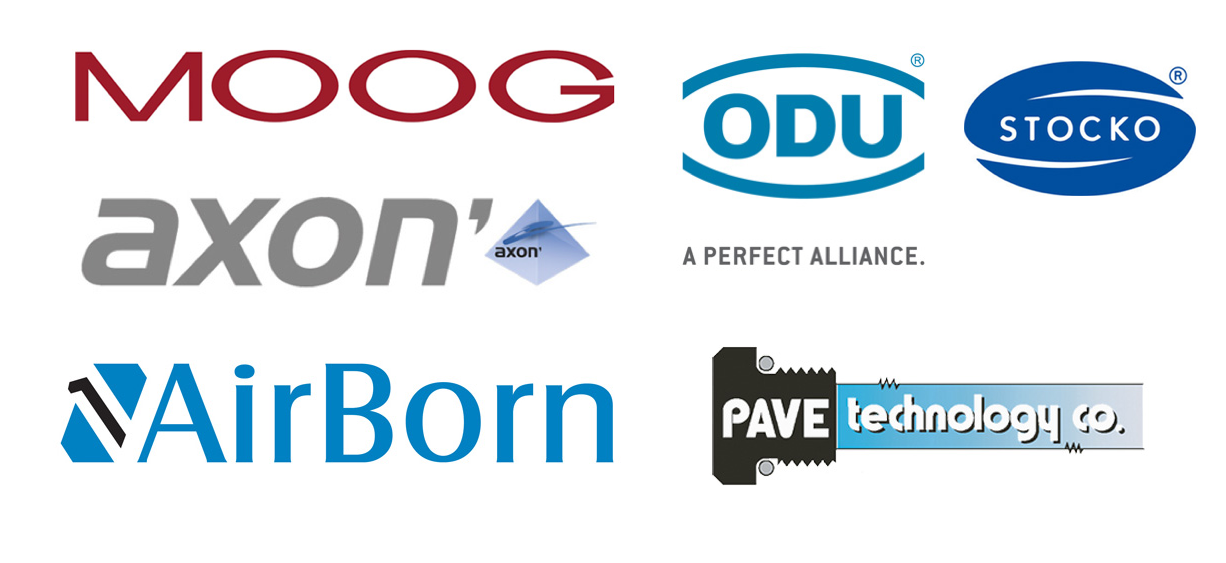 MOOG
ODU®
STOCKO®
axon’
axon’
A PERFECT ALLIANCE.
AirBorn
PAVE technology co.